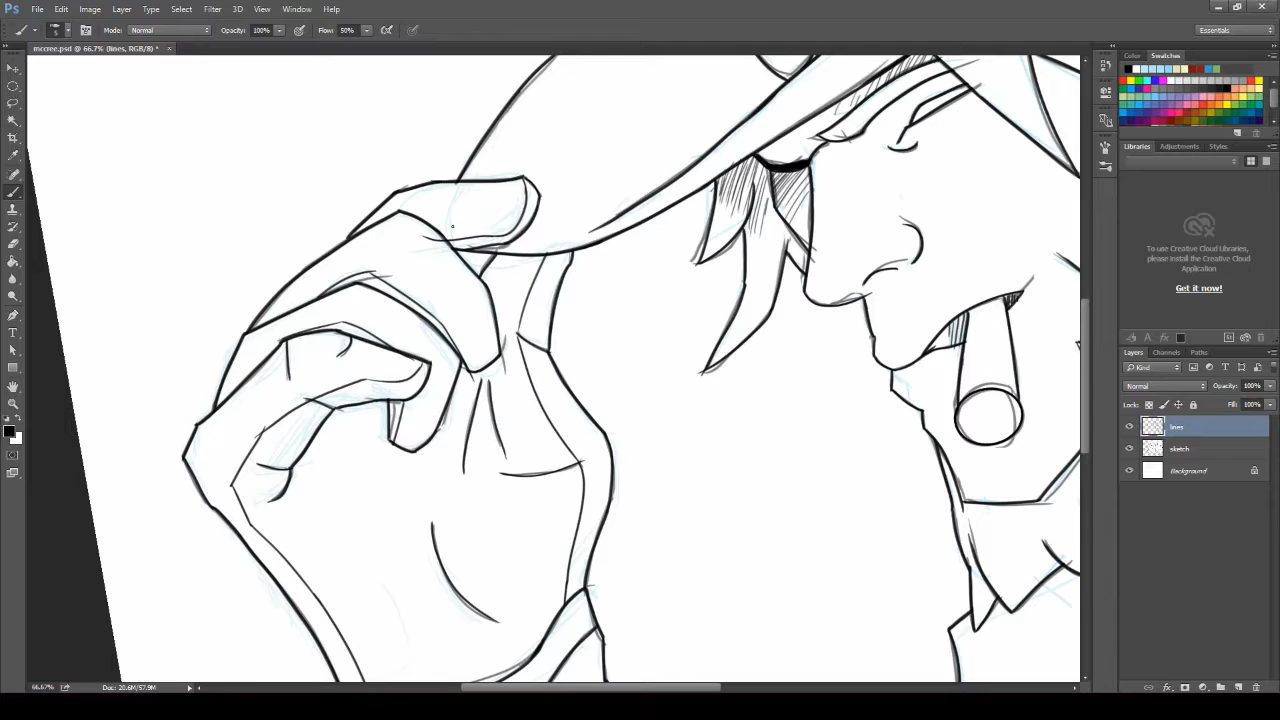 Ps File Edit Image Layer Type Select Filter 3D View Window Help
Mode: Normal Opacity: 100% Flow: 50% Essentials
mccree.psd @ 66.7% (lines, RGB/8) *
Color Swatches
Libraries Adjustments Styles
To use Creative Cloud Libraries,
please install the Creative Cloud
Application
Get it now!
Layers Channels Paths
Kind
Normal Opacity: 100%
Lock: Fill: 100%
lines
sketch
Background
66.67% Doc: 20.6M/57.9M